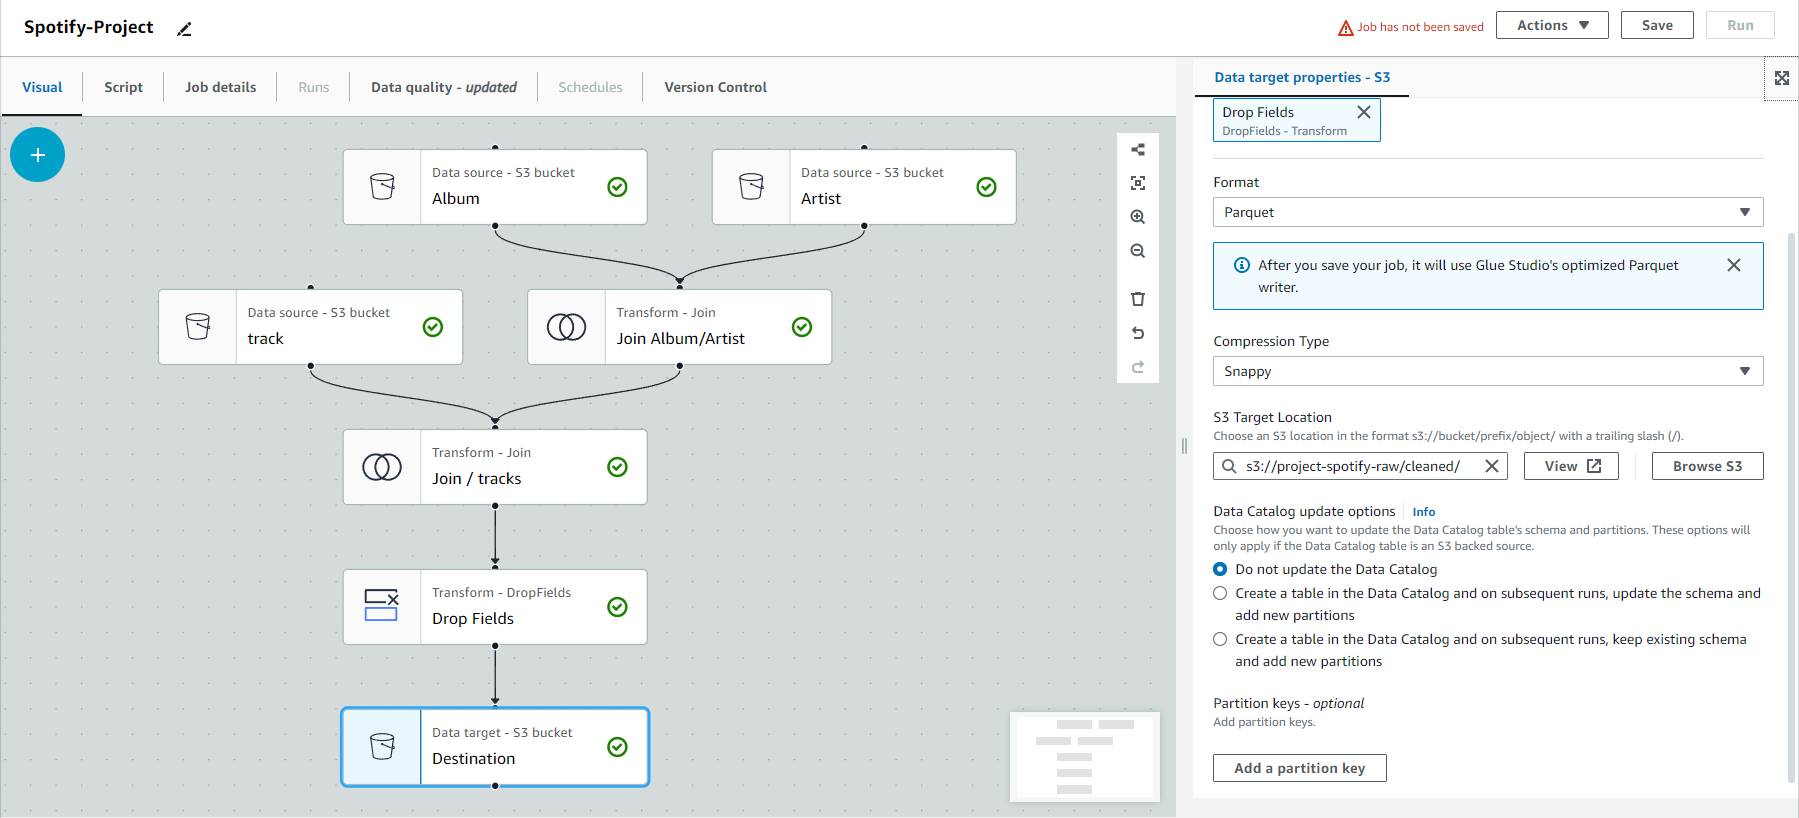 Spotify-Project
Job has not been saved
Actions
Save
Run
Visual
Script
Job details
Runs
Data quality - updated
Schedules
Version Control
Data source - S3 bucket
Album
Data source - S3 bucket
Artist
Data source - S3 bucket
track
Transform - Join
Join Album/Artist
Transform - Join
Join / tracks
Transform - DropFields
Drop Fields
Data target - S3 bucket
Destination
Data target properties - S3
Drop Fields
DropFields - Transform
Format
Parquet
After you save your job, it will use Glue Studio's optimized Parquet
writer.
Compression Type
Snappy
S3 Target Location
Choose an S3 location in the format s3://bucket/prefix/object/ with a trailing slash (/).
s3://project-spotify-raw/cleaned/
View
Browse S3
Data Catalog update options
Info
Choose how you want to update the Data Catalog table's schema and partitions. These options will
only apply if the Data Catalog table is an S3 backed source.
Do not update the Data Catalog
Create a table in the Data Catalog and on subsequent runs, update the schema and
add new partitions
Create a table in the Data Catalog and on subsequent runs, keep existing schema
and add new partitions
Partition keys - optional
Add partition keys.
Add a partition key